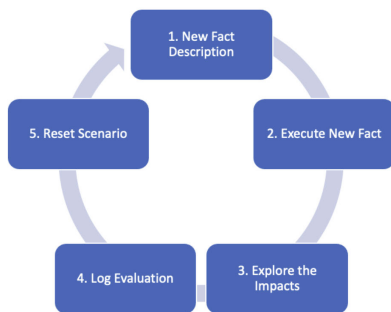 1. New Fact
Description
2. Execute New Fact
3. Explore the
Impacts
4. Log Evaluation
5. Reset Scenario